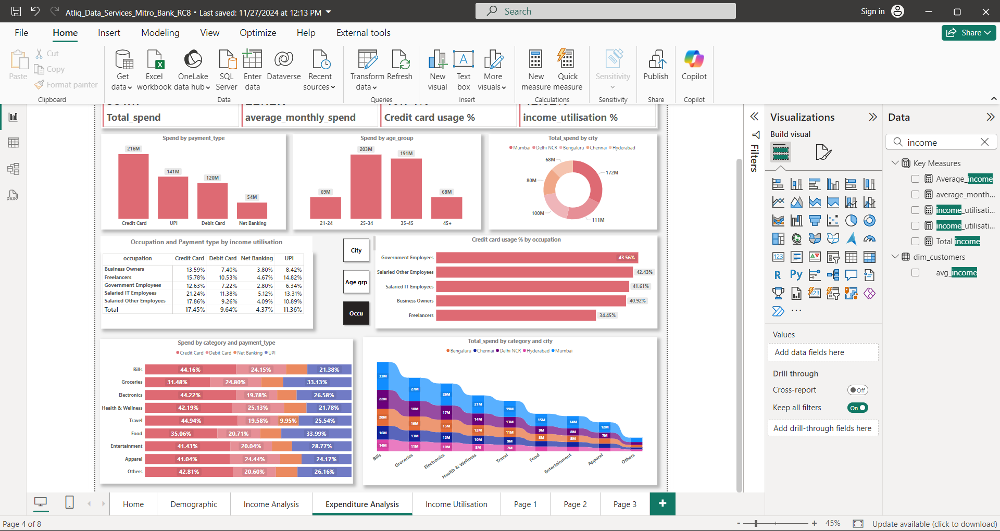 Atliq_Data_Services_Mitro_Bank_RC8 • Last saved: 11/27/2024 at 12:13 PM
Search
Sign in
File Home Insert Modeling View Optimize Help External tools
Share
Paste
Cut
Copy
Format painter
Get data
Excel workbook
OneLake data hub
SQL Server
Enter data
Dataverse
Recent sources
Transform data
Refresh
New visual
Text box
More visuals
New measure
Quick measure
Sensitivity
Publish
Copilot
Clipboard Data Queries Insert Calculations Sensitivity Share Copilot
Total_spend
average_monthly_spend
Credit card usage %
income_utilisation %
Spend by payment_type
216M
141M
120M
54M
Credit Card UPI Debit Card Net Banking
Spend by age_group
203M
191M
69M
68M
21-24 25-34 35-45 45+
Total_spend by city
Mumbai Delhi NCR Bengaluru Chennai Hyderabad
68M
172M
80M
100M
111M
Occupation and Payment type by income utilisation
occupation Credit Card Debit Card Net Banking UPI
Business Owners 13.59% 7.40% 3.80% 8.42%
Freelancers 15.78% 10.53% 4.67% 14.82%
Government Employees 12.63% 7.22% 2.80% 6.34%
Salaried IT Employees 21.24% 11.38% 5.12% 13.31%
Salaried Other Employees 17.86% 9.26% 4.09% 10.89%
Total 17.45% 9.64% 4.37% 11.36%
City
Age grp
Occu
Credit card usage % by occupation
Government Employees 43.56%
Salaried Other Employees 42.43%
Salaried IT Employees 41.61%
Business Owners 40.92%
Freelancers 34.45%
Spend by category and payment_type
Credit Card Debit Card Net Banking UPI
Bills 44.16% 24.15% 21.38%
Groceries 31.48% 24.80% 33.13%
Electronics 44.22% 19.78% 26.58%
Health & Wellness 42.19% 25.13% 21.78%
Travel 44.94% 19.58% 9.95% 25.54%
Food 35.06% 20.71% 33.99%
Entertainment 41.43% 20.04% 28.77%
Apparel 41.04% 24.44% 24.17%
Others 42.81% 20.60% 26.16%
Total_spend by category and city
Bengaluru Chennai Delhi NCR Hyderabad Mumbai
33M 22M 20M 16M 14M
27M 18M 16M 13M 11M
26M 17M 15M 12M 10M
21M 14M 12M 10M 8M
19M 13M 11M 9M 7M
15M 9M 8M
14M 8M 8M
12M 7M
Bills Groceries Electronics Health & Wellness Travel Food Entertainment Apparel Others
Filters
Visualizations
Build visual
123
R
Py
123
Values
Add data fields here
Drill through
Cross-report Off
Keep all filters On
Add drill-through fields here
Data
income
Key Measures
Average_income
average_month...
income_utilisati...
income_utilisati...
Total income
dim_customers
avg_income
DAX
Home Demographic Income Analysis Expenditure Analysis Income Utilisation Page 1 Page 2 Page 3 +
Page 4 of 8
- + 45%
Update available (click to download)